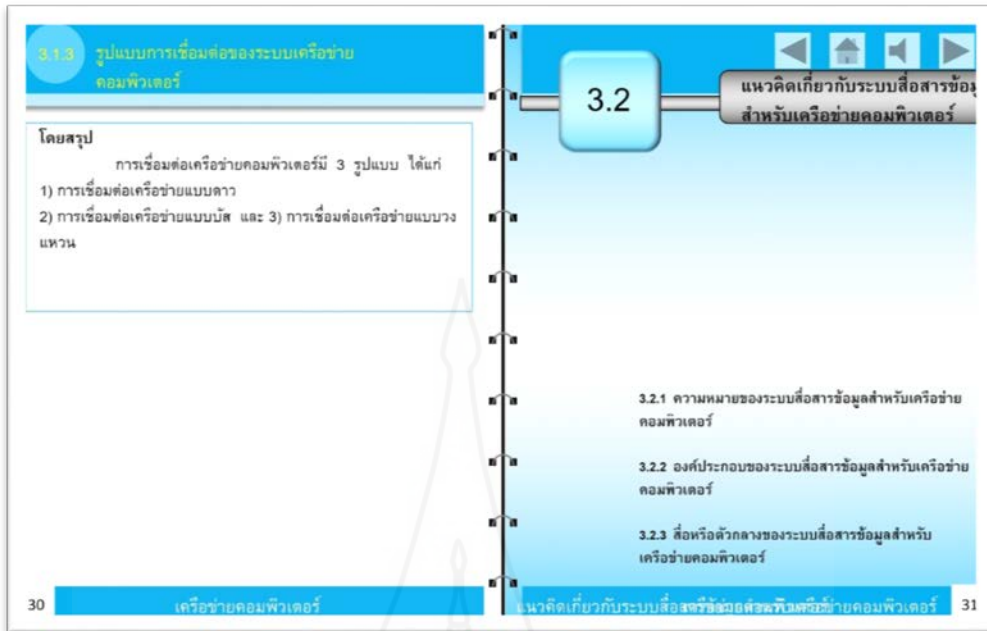 3.1.3 รูปแบบการเชื่อมต่อของระบบเครือข่าย
คอมพิวเตอร์
โดยสรุป
การเชื่อมต่อเครือข่ายคอมพิวเตอร์มี 3 รูปแบบ ได้แก่
1) การเชื่อมต่อเครือข่ายแบบดาว
2) การเชื่อมต่อเครือข่ายแบบบัส และ 3) การเชื่อมต่อเครือข่ายแบบวง
แหวน
30
เครือข่ายคอมพิวเตอร์
3.2
แนวคิดเกี่ยวกับระบบสื่อสารข้อมู
สำหรับเครือข่ายคอมพิวเตอร์
3.2.1 ความหมายของระบบสื่อสารข้อมูลสำหรับเครือข่าย
คอมพิวเตอร์
3.2.2 องค์ประกอบของระบบสื่อสารข้อมูลสำหรับเครือข่าย
คอมพิวเตอร์
3.2.3 สื่อหรือตัวกลางของระบบสื่อสารข้อมูลสำหรับ
เครือข่ายคอมพิวเตอร์
แนวคิดเกี่ยวกับระบบสื่อ
31